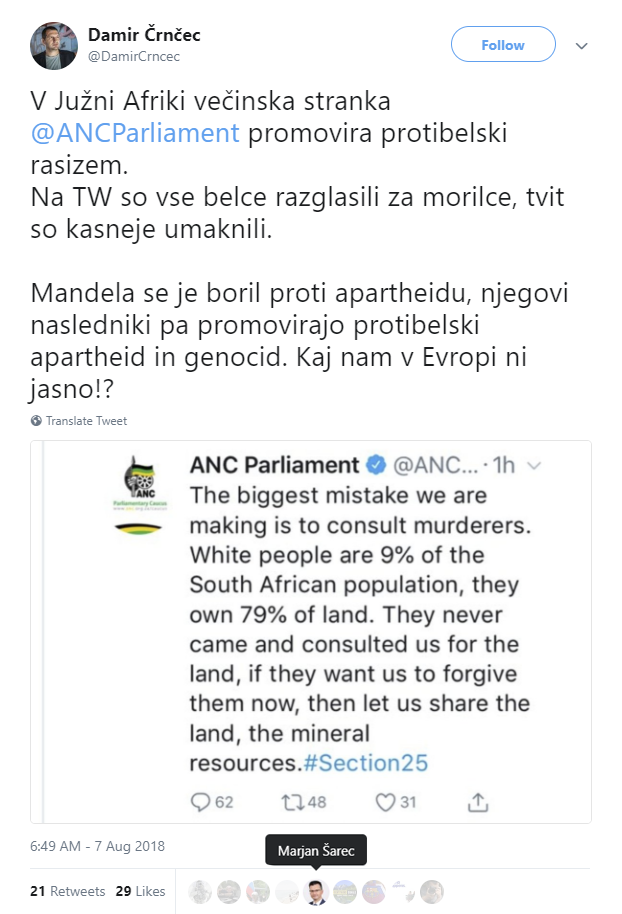 Damir Črnčec
@DamirCrncec
Follow
V Južni Afriki večinska stranka
@ANCParliament promovira protibelski
rasizem.
Na TW so vse belce razglasili za morilce, tvit
so kasneje umaknili.
Mandela se je boril proti apartheidu, njegovi
nasledniki pa promovirajo protibelski
apartheid in genocid. Kaj nam v Evropi ni
jasno!?
Translate Tweet
ANC
Parliamentary Caucus
ANC Parliament @ANC... · 1h
The biggest mistake we are
making is to consult murderers.
White people are 9% of the
South African population, they
own 79% of land. They never
came and consulted us for the
land, if they want us to forgive
them now, then let us share the
land, the mineral
resources.#Section25
62 48 31
6:49 AM - 7 Aug 2018
Marjan Šarec
21 Retweets 29 Likes